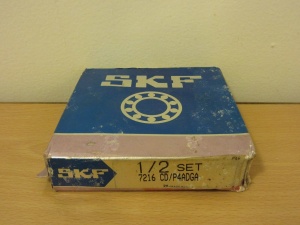 SKF
SKF
1/2 SET
7216 CD/P4ADGA